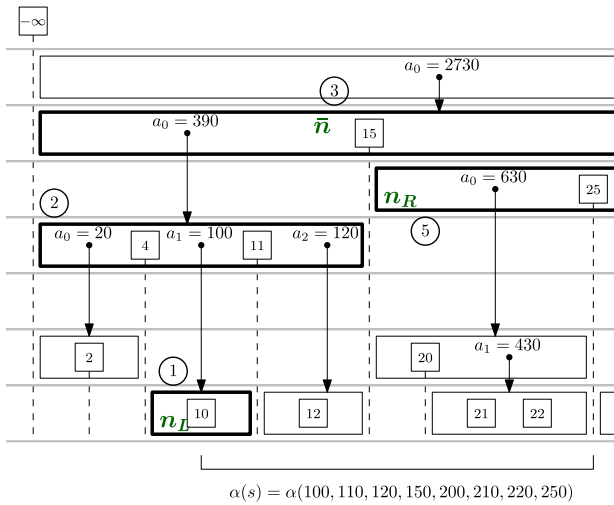 −∞
a₀ = 2730
③
a₀ = 390
n̄
15
a₀ = 630
n_R
25
②
a₀ = 20
4
a₁ = 100
11
a₂ = 120
⑤
2
①
20
a₁ = 430
n_L
10
12
21
22
α(s) = α(100, 110, 120, 150, 200, 210, 220, 250)